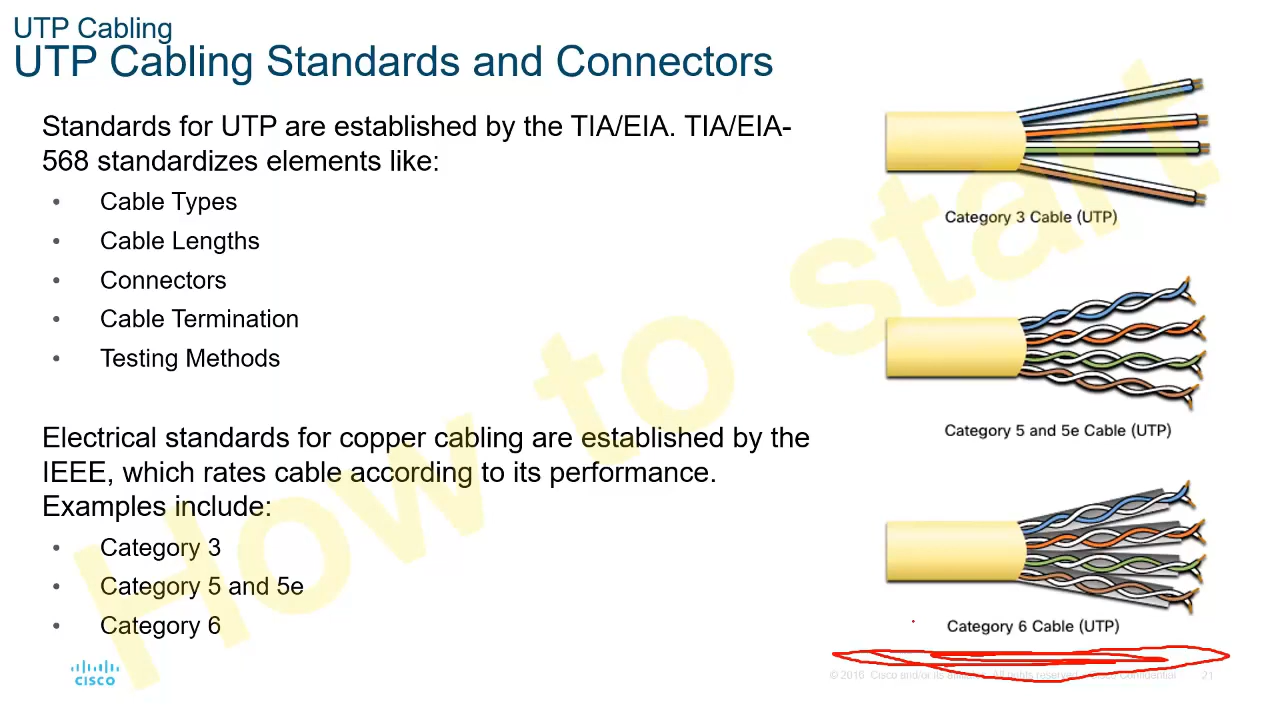 UTP Cabling
UTP Cabling Standards and Connectors
Standards for UTP are established by the TIA/EIA. TIA/EIA-
568 standardizes elements like:
• Cable Types
• Cable Lengths
• Connectors
• Cable Termination
• Testing Methods
Electrical standards for copper cabling are established by the
IEEE, which rates cable according to its performance.
Examples include:
• Category 3
• Category 5 and 5e
• Category 6
Category 3 Cable (UTP)
Category 5 and 5e Cable (UTP)
Category 6 Cable (UTP)
How to start
CISCO
© 2016 Cisco and/or its All rights Confidential 21